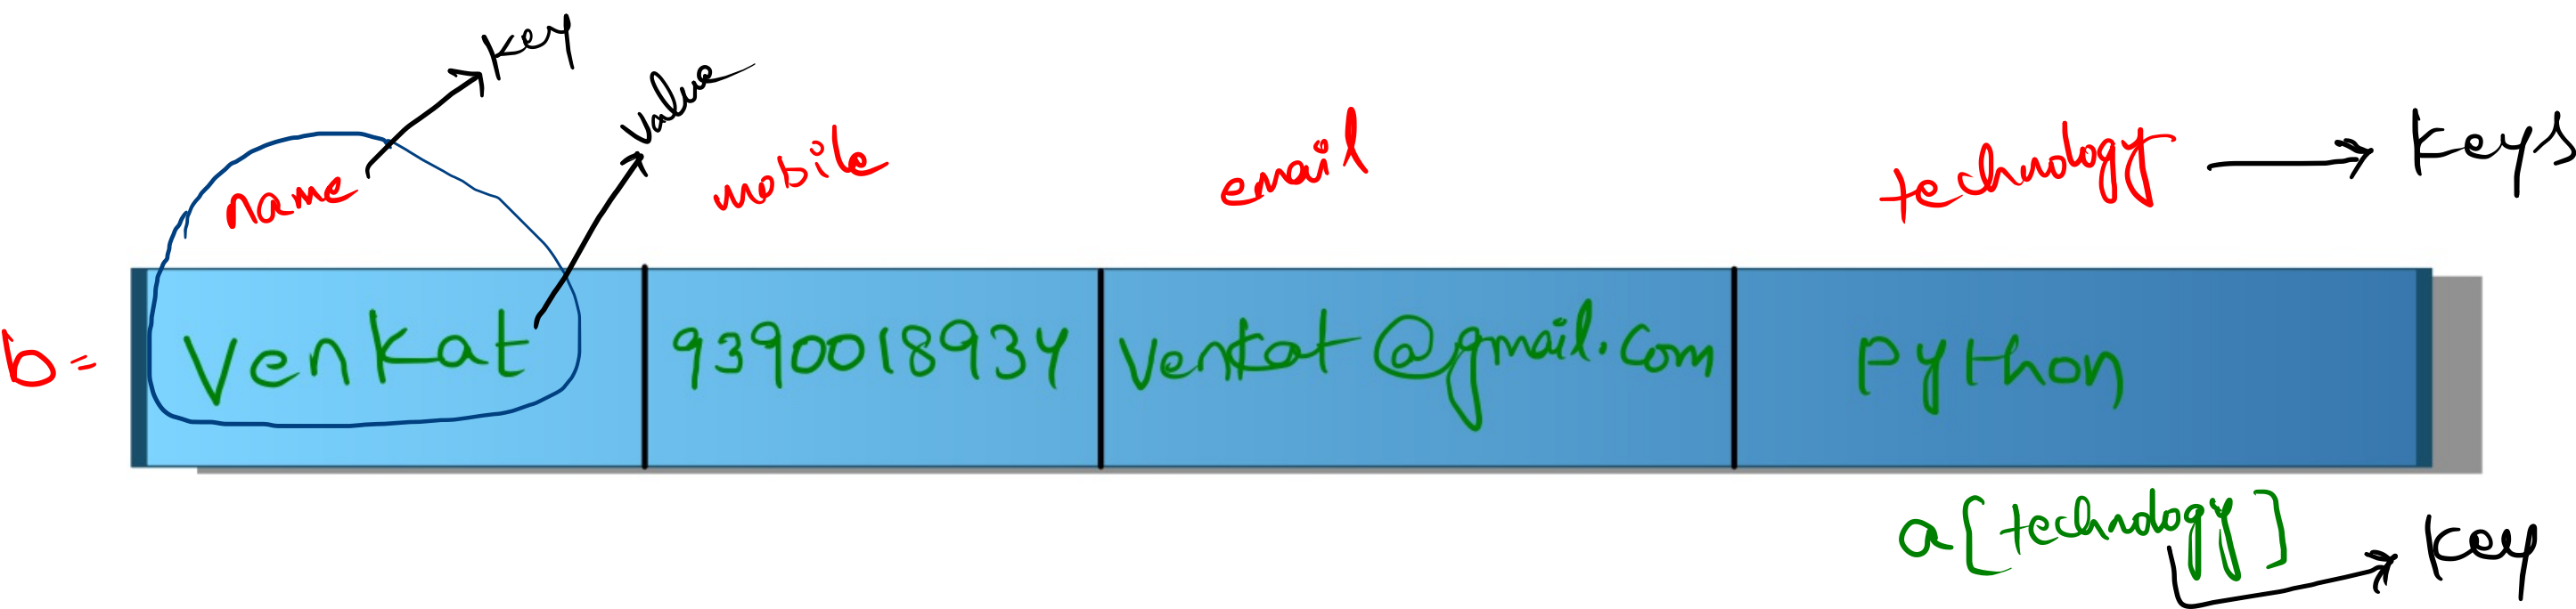 key
value
name mobile email technology keys
b= Venkat 9390018934 Venkat@gmail.com python
a[technology] key